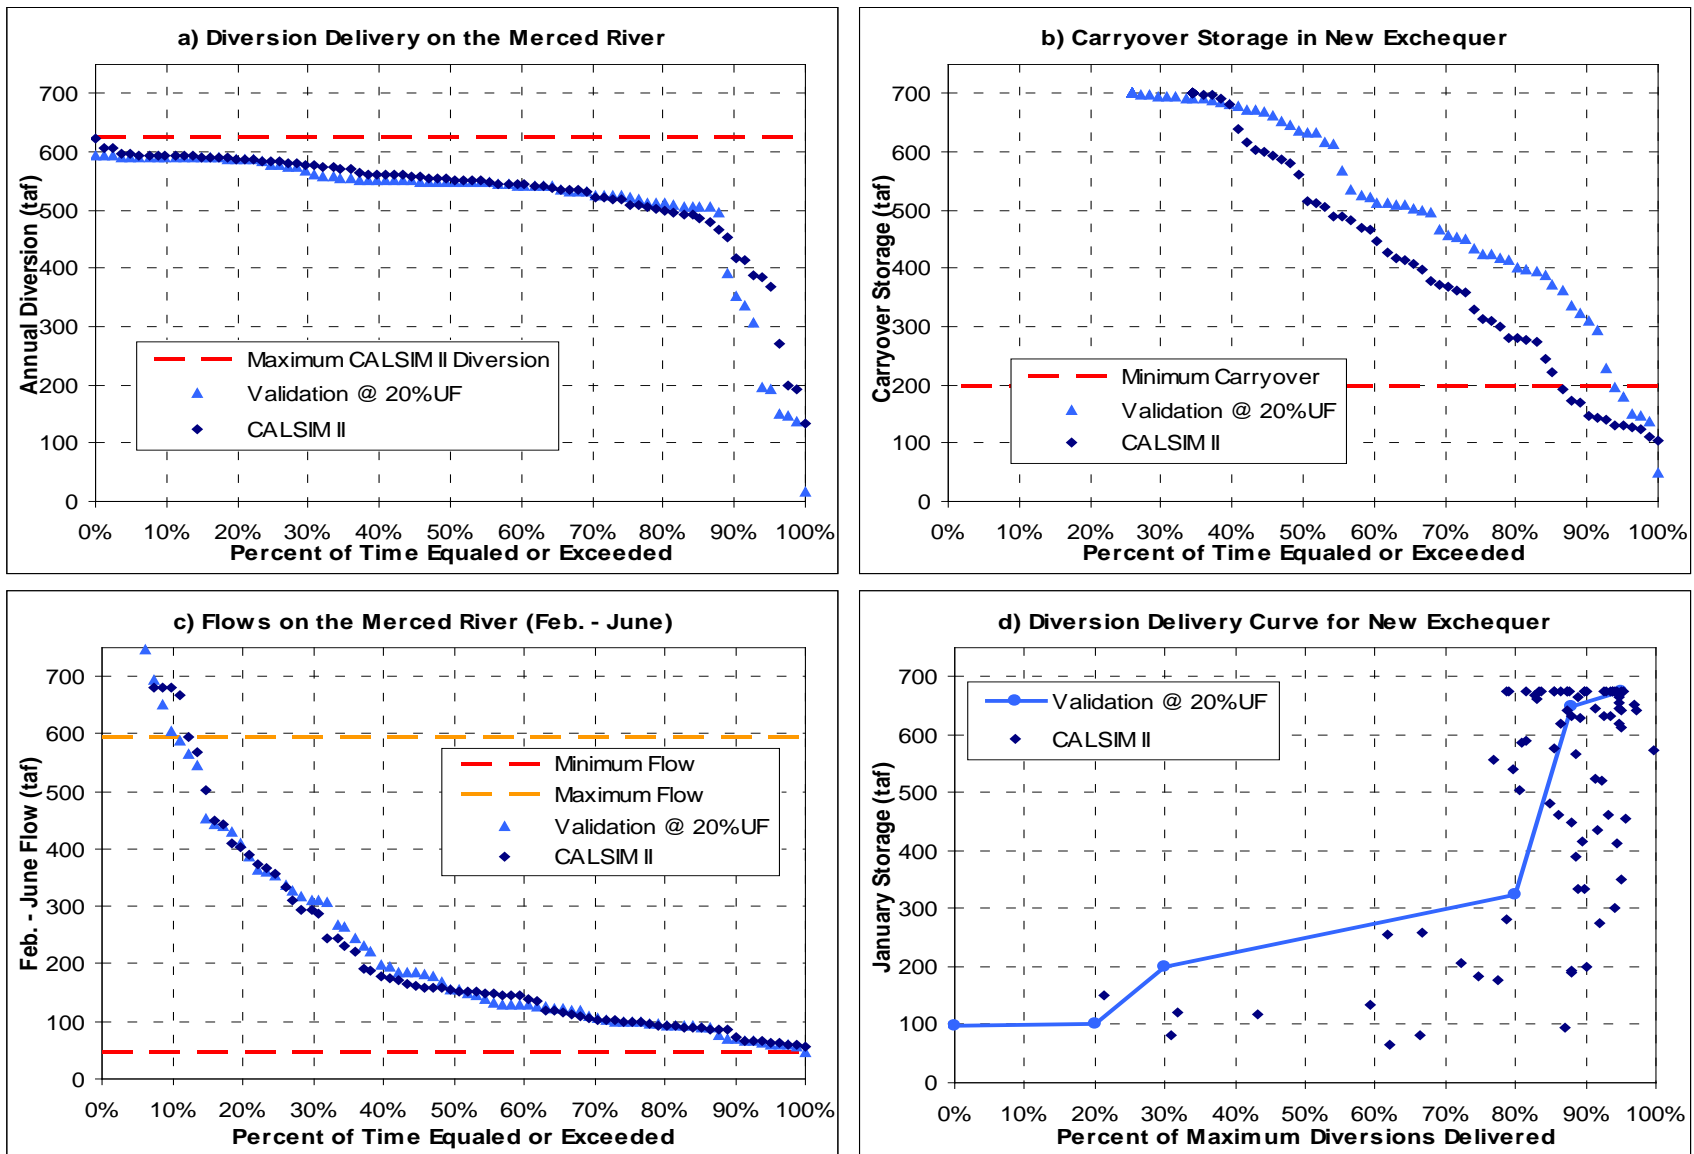 a) Diversion Delivery on the Merced River
Annual Diversion (taf)
700
600
500
400
300
200
100
0
Maximum CALSIM II Diversion
Validation @ 20%UF
CALSIM II
0% 10% 20% 30% 40% 50% 60% 70% 80% 90% 100%
Percent of Time Equaled or Exceeded
b) Carryover Storage in New Exchequer
Carryover Storage (taf)
700
600
500
400
300
200
100
0
Minimum Carryover
Validation @ 20%UF
CALSIM II
0% 10% 20% 30% 40% 50% 60% 70% 80% 90% 100%
Percent of Time Equaled or Exceeded
c) Flows on the Merced River (Feb. - June)
Feb. - June Flow (taf)
700
600
500
400
300
200
100
0
Minimum Flow
Maximum Flow
Validation @ 20%UF
CALSIM II
0% 10% 20% 30% 40% 50% 60% 70% 80% 90% 100%
Percent of Time Equaled or Exceeded
d) Diversion Delivery Curve for New Exchequer
January Storage (taf)
700
600
500
400
300
200
100
0
Validation @ 20%UF
CALSIM II
0% 10% 20% 30% 40% 50% 60% 70% 80% 90% 100%
Percent of Maximum Diversions Delivered